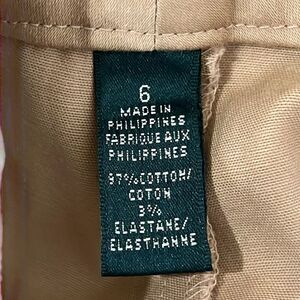 6
MADE IN
PHILIPPINES
FABRIQUE AUX
PHILIPPINES
97% COTTON/
COTON
3%
ELASTANE/
ELASTHANNE